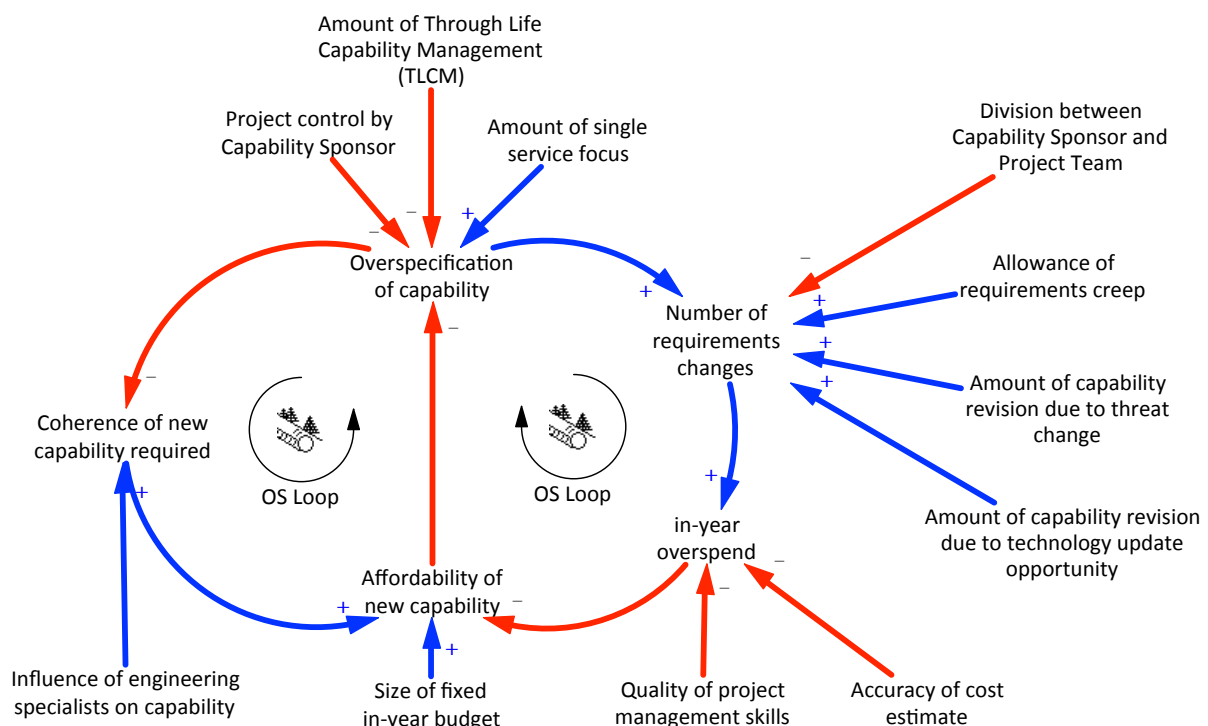 Amount of Through Life
Capability Management
(TLCM)
Project control by
Capability Sponsor
Amount of single
service focus
Division between
Capability Sponsor and
Project Team
−
−
+
−
Overspecification
of capability
+
−
Allowance of
requirements creep
+
Number of
requirements
changes
+
+
−
Amount of capability
revision due to threat
change
Coherence of new
capability required
+
OS Loop
OS Loop
+
in-year
overspend
Amount of capability revision
due to technology update
opportunity
−
−
Affordability of
new capability
+
−
+
Influence of engineering
specialists on capability
Size of fixed
in-year budget
Quality of project
management skills
Accuracy of cost
estimate